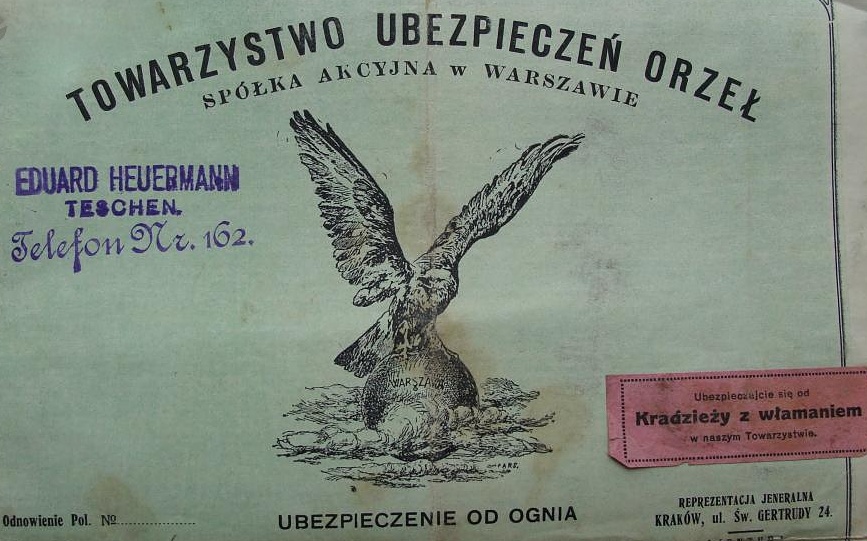 TOWARZYSTWO UBEZPIECZEŃ ORZEŁ
SPÓŁKA AKCYJNA w WARSZAWIE
EDUARD HEUERMANN
TESCHEN.
Telefon Nr. 162.
WARSZAWA
Ubezpieczajcie się od
Kradzieży z włamaniem
w naszym Towarzystwie.
Odnowienie Pol. №
UBEZPIECZENIE OD OGNIA
REPREZENTACJA JENERALNA
KRAKÓW, ul. Św. GERTRUDY 24.